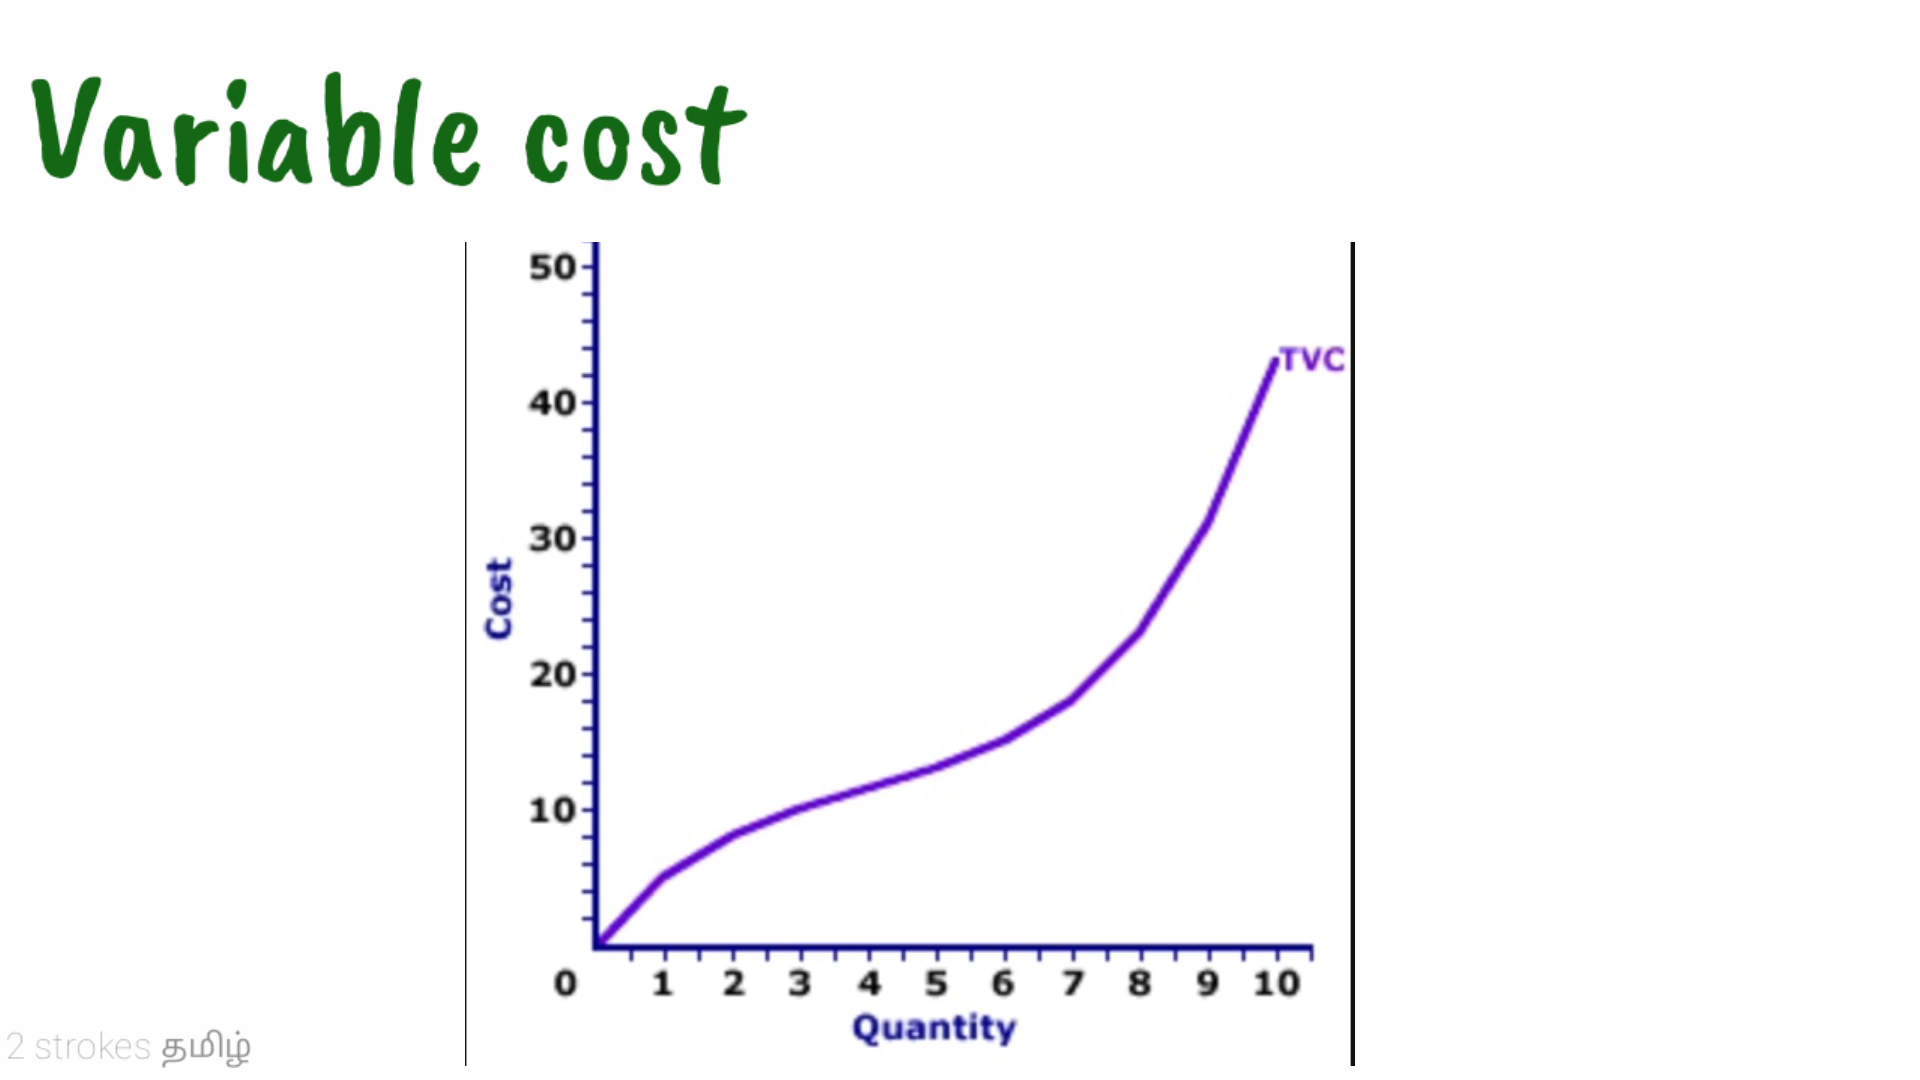 Variable cost
50
TVC
40
30
Cost
20
10
0 1 2 3 4 5 6 7 8 9 10
Quantity
2 strokes தமிழ்